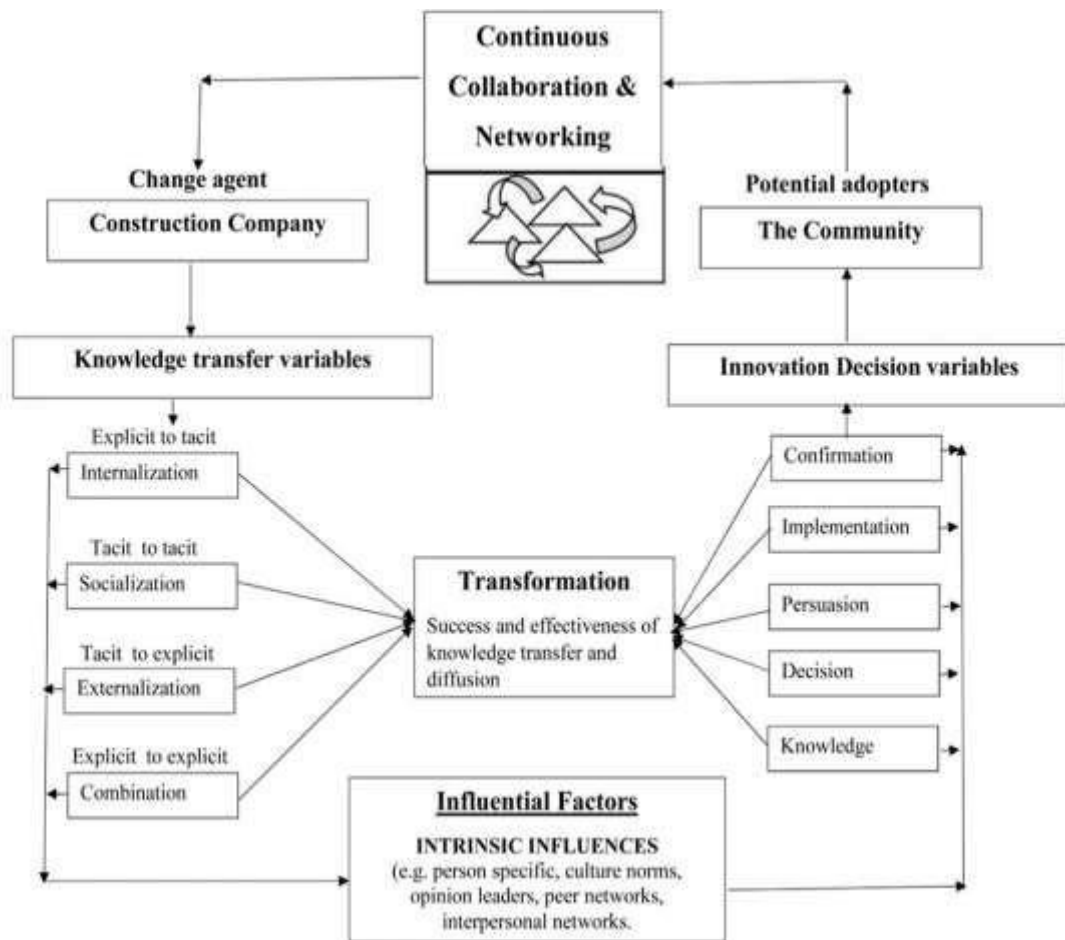 Continuous
Collaboration &
Networking
Change agent
Construction Company
Potential adopters
The Community
Knowledge transfer variables
Innovation Decision variables
Explicit to tacit
Internalization
Tacit to tacit
Socialization
Tacit to explicit
Externalization
Explicit to explicit
Combination
Transformation
Success and effectiveness of
knowledge transfer and
diffusion
Confirmation
Implementation
Persuasion
Decision
Knowledge
Influential Factors
INTRINSIC INFLUENCES
(e.g. person specific, culture norms,
opinion leaders, peer networks,
interpersonal networks.